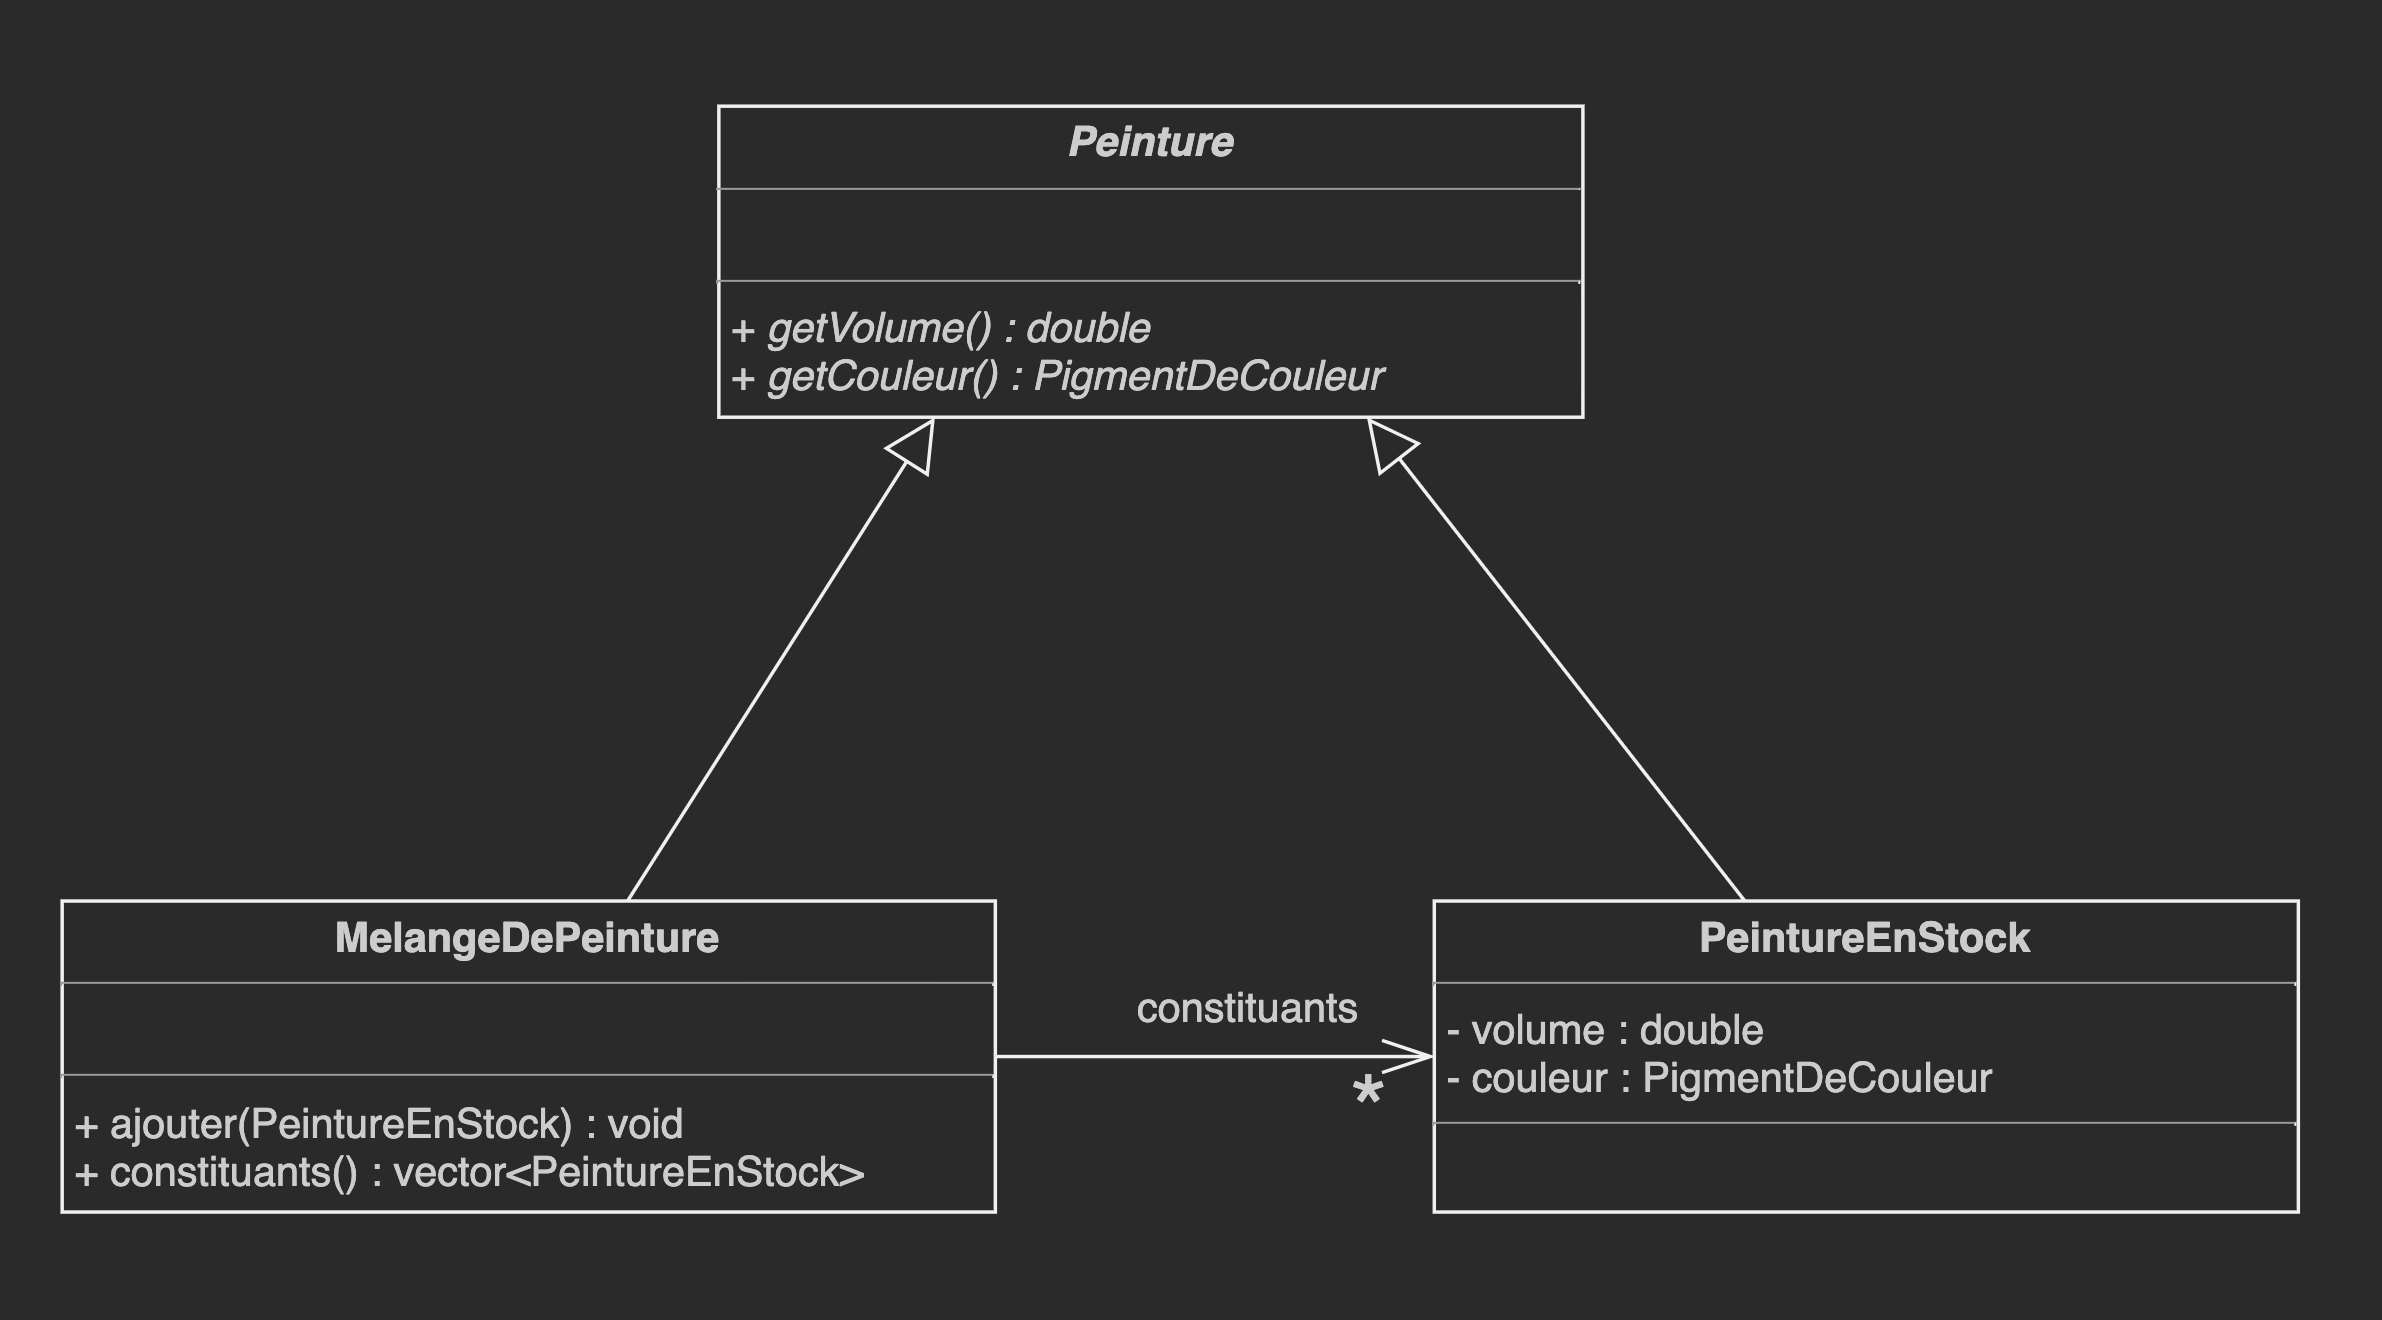 Peinture
+ getVolume() : double
+ getCouleur() : PigmentDeCouleur
MelangeDePeinture
+ ajouter(PeintureEnStock) : void
+ constituants() : vector<PeintureEnStock>
constituants
*
PeintureEnStock
- volume : double
- couleur : PigmentDeCouleur